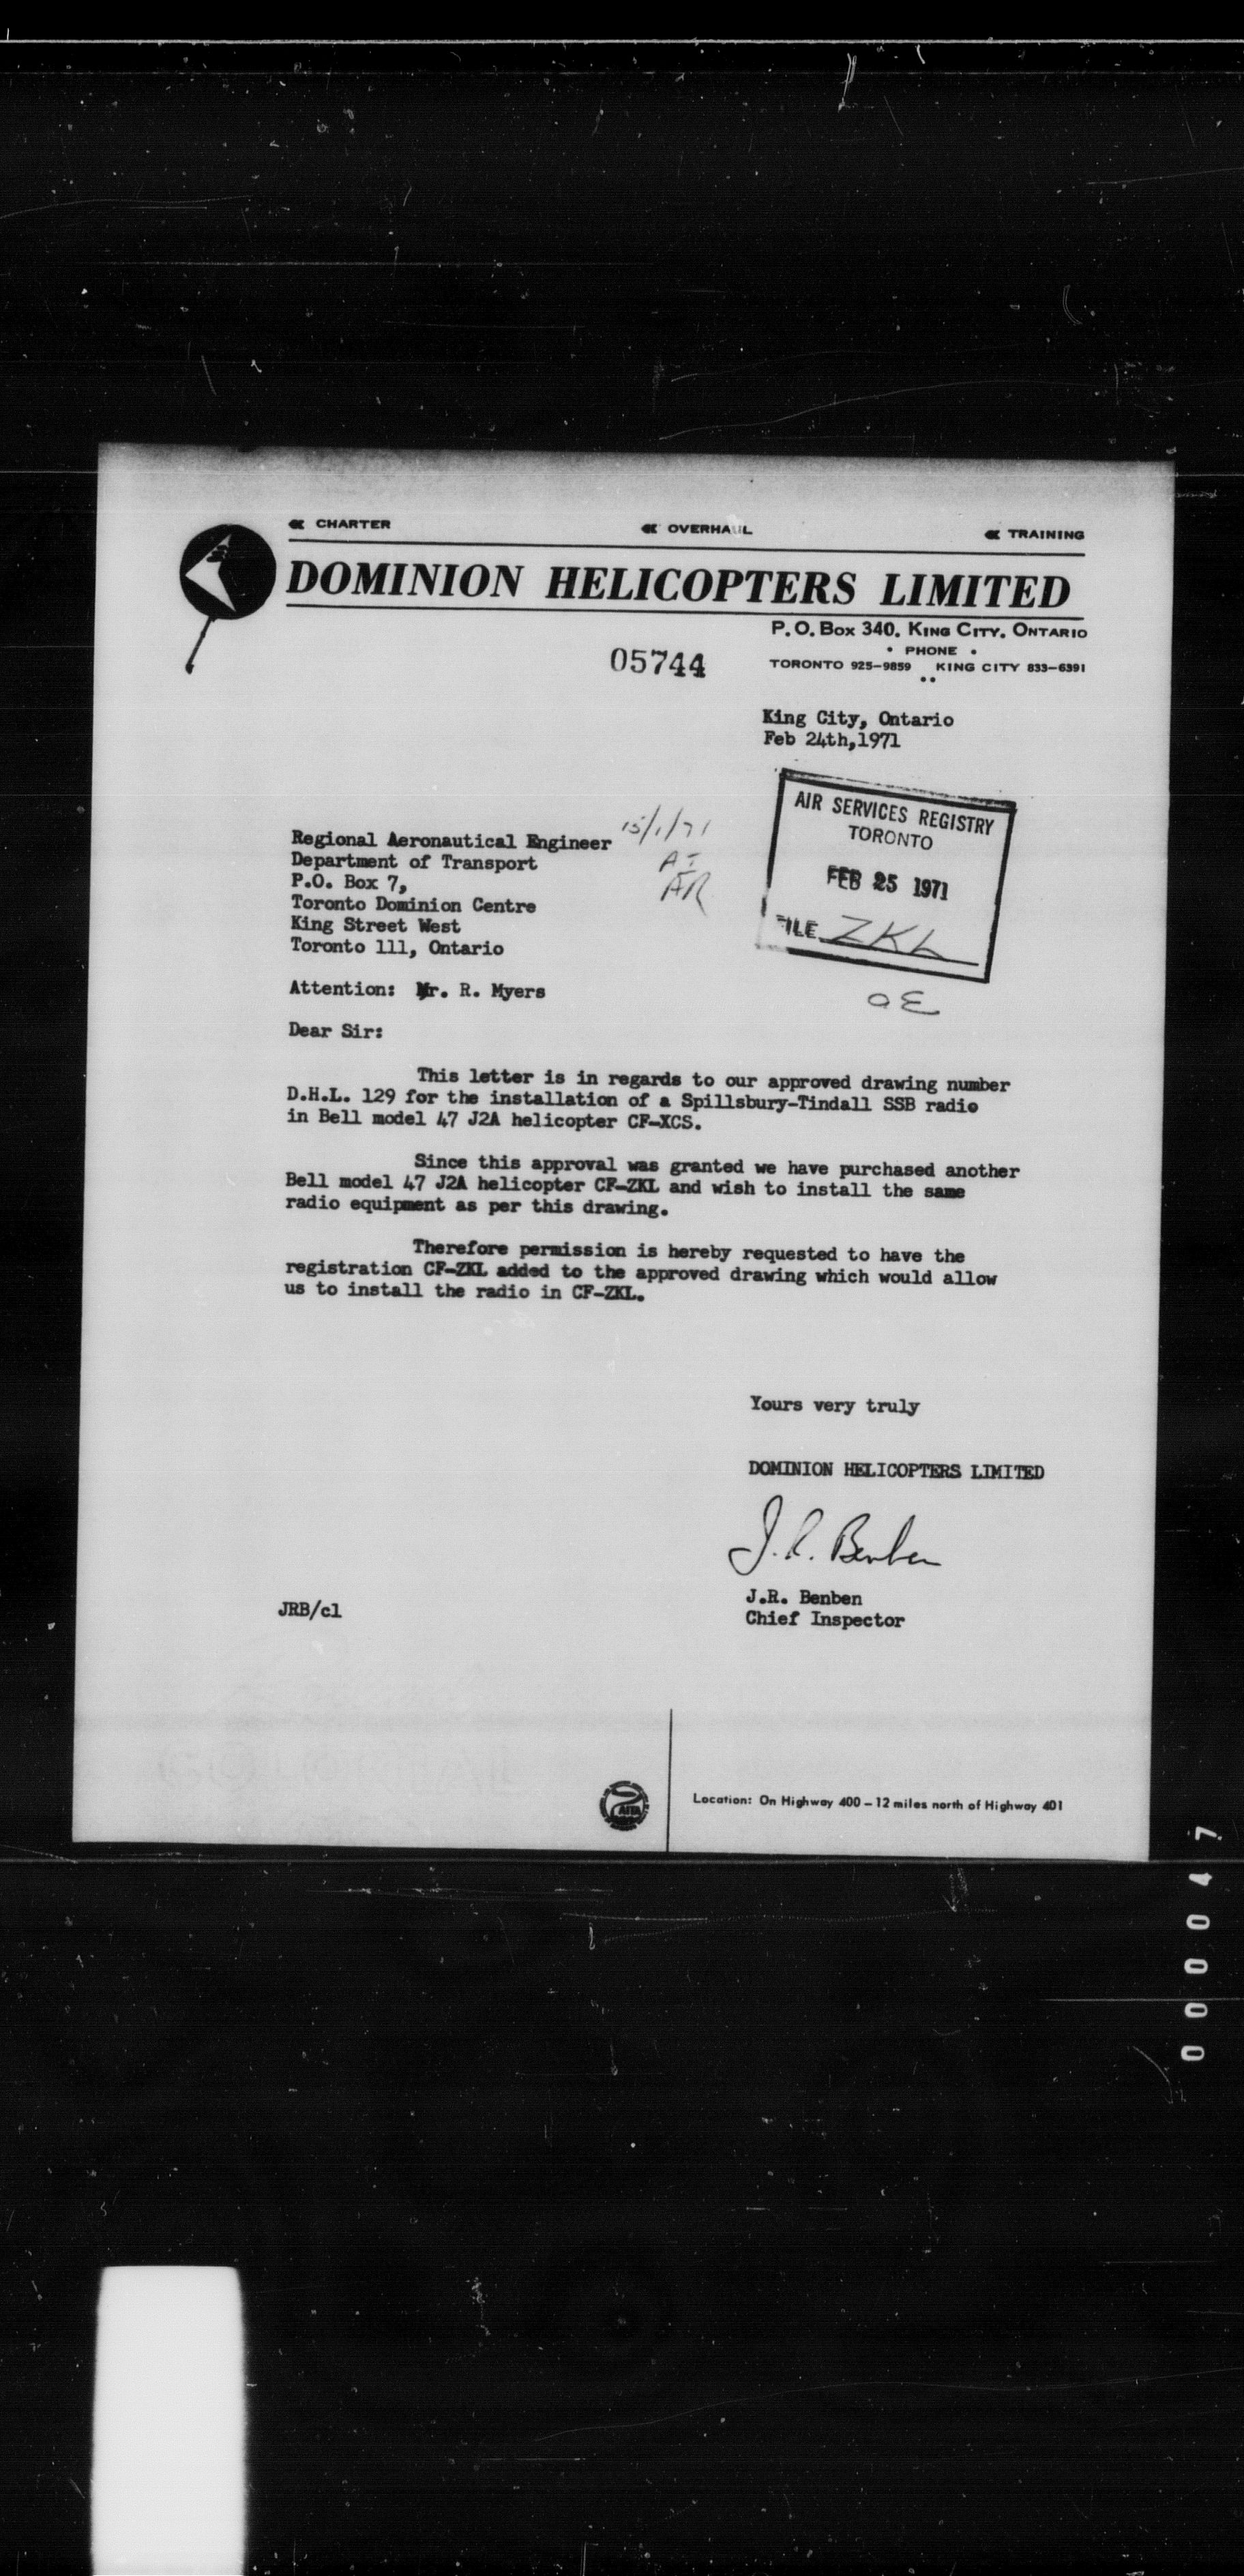 CHARTER OVERHAUL TRAINING
DOMINION HELICOPTERS LIMITED
P.O. Box 340, King City, Ontario
• PHONE •
TORONTO 925-9859 KING CITY 833-6391
05744
King City, Ontario
Feb 24th,1971
AIR SERVICES REGISTRY
TORONTO
FEB 25 1971
FILE ZKL
Regional Aeronautical Engineer
15/1/71
Department of Transport
P.O. Box 7,
AR
Toronto Dominion Centre
King Street West
Toronto 111, Ontario
Attention: Mr. R. Myers
Dear Sir:
This letter is in regards to our approved drawing number
D.H.L. 129 for the installation of a Spillsbury-Tindall SSB radio
in Bell model 47 J2A helicopter CF-XCS.
Since this approval was granted we have purchased another
Bell model 47 J2A helicopter CF-ZKL and wish to install the same
radio equipment as per this drawing.
Therefore permission is hereby requested to have the
registration CF-ZKL added to the approved drawing which would allow
us to install the radio in CF-ZKL.
Yours very truly
DOMINION HELICOPTERS LIMITED
J.R. Benben
J.R. Benben
Chief Inspector
JRB/cl
Location: On Highway 400 - 12 miles north of Highway 401
000047